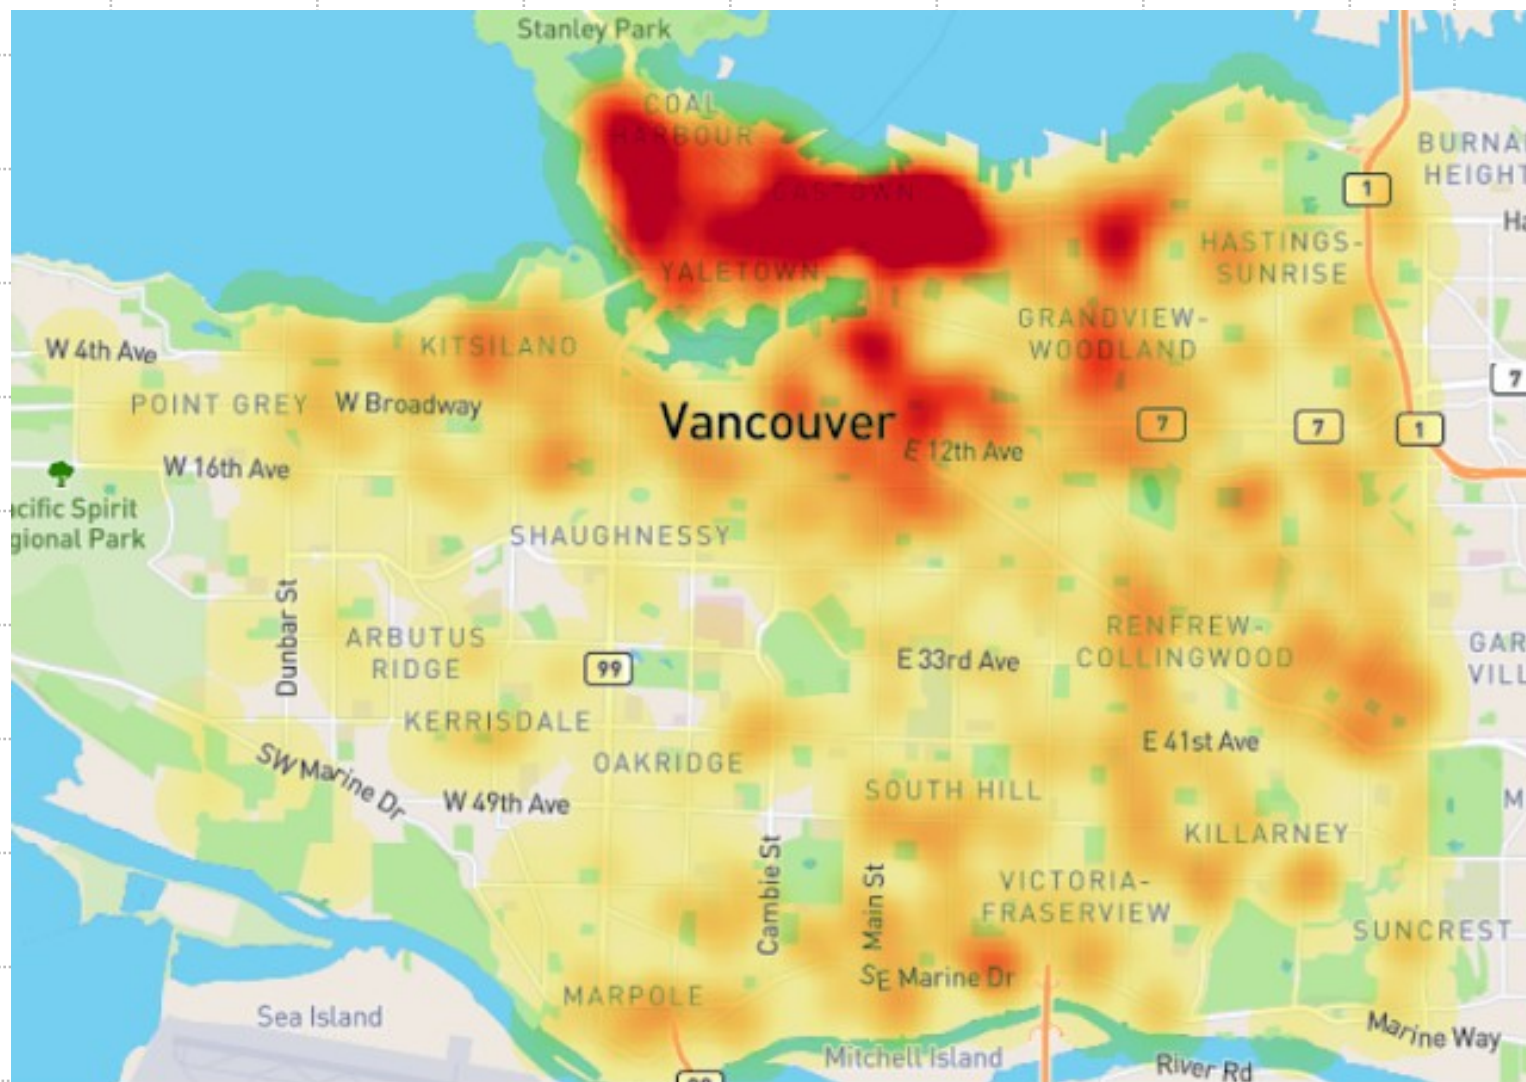 Stanley Park
COAL
HARBOUR
BURNA
HEIGHT
1
EASTOWN
Ha
HASTINGS-
SUNRISE
YALETOWN
GRANDVIEW-
WOODLAND
KITSILANO
W 4th Ave
7
POINT GREY
W Broadway
Vancouver
7
7
1
E 12th Ave
W 16th Ave
acific Spirit
gional Park
SHAUGHNESSY
Dunbar St
ARBUTUS
RIDGE
99
E 33rd Ave
RENFREW-
COLLINGWOOD
GAR
VILL
KERRISDALE
E 41st Ave
OAKRIDGE
SW Marine Dr
W 49th Ave
SOUTH HILL
M
KILLARNEY
Cambie St
Main St
VICTORIA-
FRASERVIEW
SUNCREST
SE Marine Dr
MARPOLE
Sea Island
Marine Way
Mitchell Island
River Rd